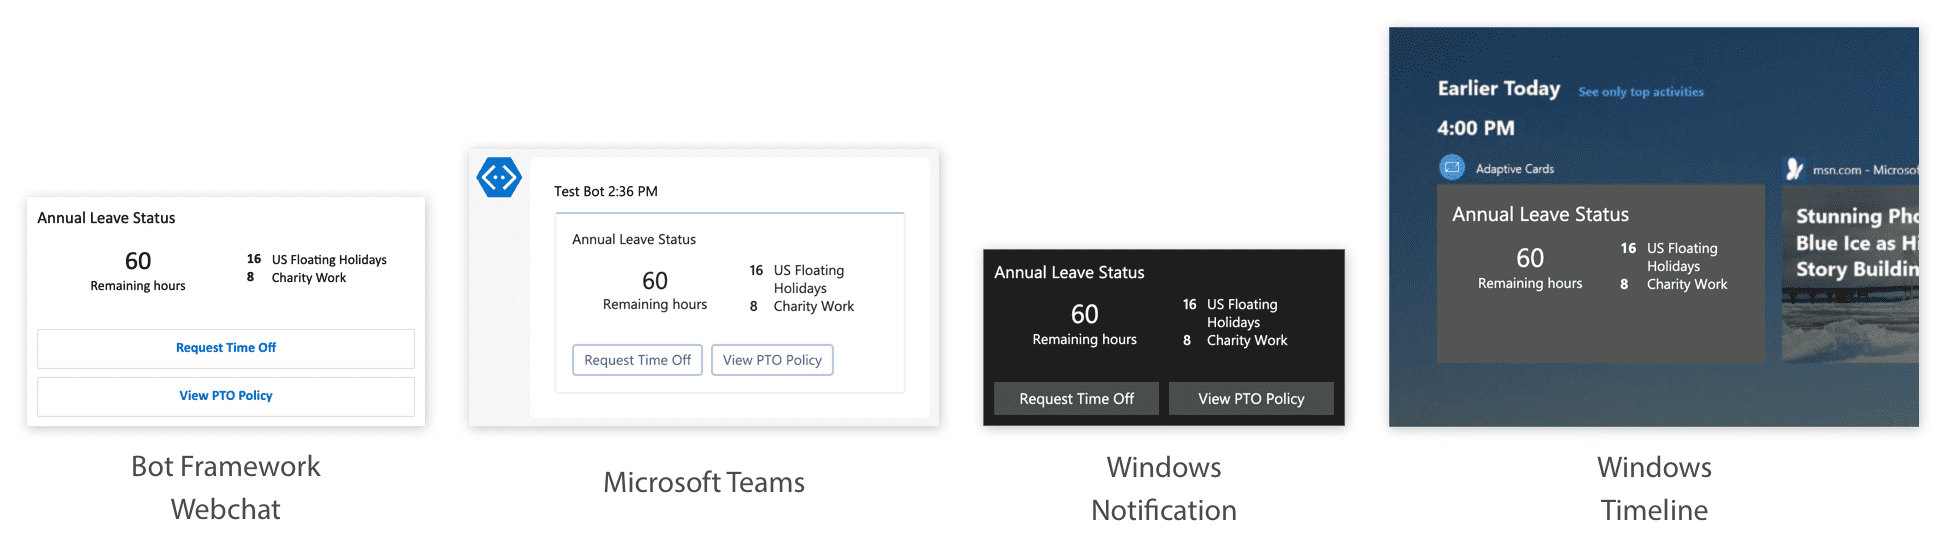 Annual Leave Status
60
Remaining hours
16 US Floating Holidays
8 Charity Work
Request Time Off
View PTO Policy
Bot Framework
Webchat
Test Bot 2:36 PM
Annual Leave Status
60
Remaining hours
16 US Floating
Holidays
8 Charity Work
Request Time Off
View PTO Policy
Microsoft Teams
Annual Leave Status
60
Remaining hours
16 US Floating
Holidays
8 Charity Work
Request Time Off
View PTO Policy
Windows
Notification
Earlier Today See only top activities
4:00 PM
Adaptive Cards
Annual Leave Status
60
Remaining hours
16 US Floating
Holidays
8 Charity Work
msn.com - Microsof
Stunning Pho
Blue Ice as Hi
Story Buildin
Windows
Timeline